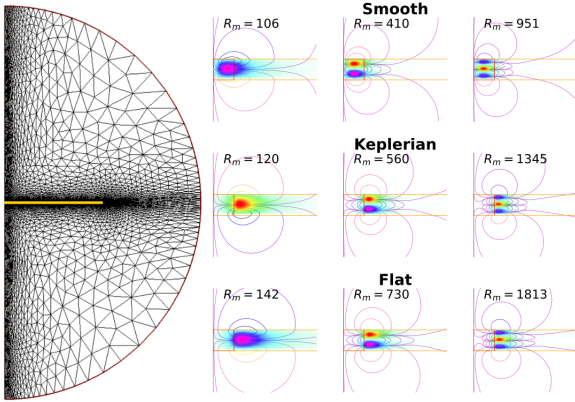 Smooth
R_m = 106
R_m = 410
R_m = 951
Keplerian
R_m = 120
R_m = 560
R_m = 1345
Flat
R_m = 142
R_m = 730
R_m = 1813